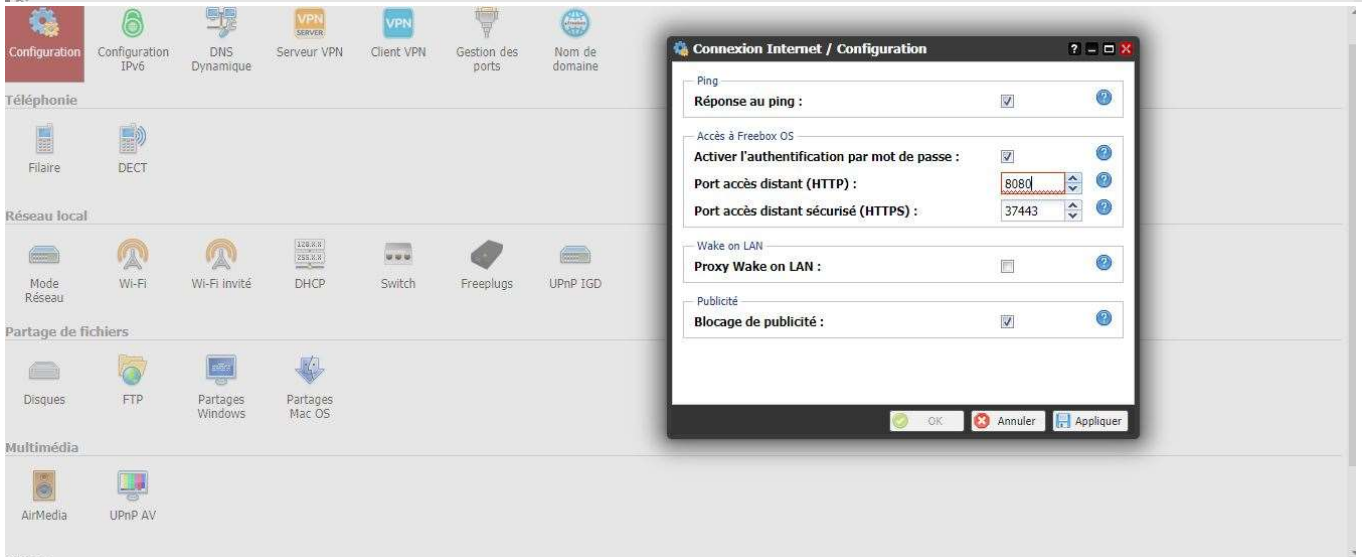 VPN
SERVER
VPN
Configuration
Configuration IPv6
DNS Dynamique
Serveur VPN
Client VPN
Gestion des ports
Nom de domaine
Téléphonie
Filaire
DECT
Réseau local
Mode Réseau
Wi-Fi
Wi-Fi invité
DHCP
Switch
Freeplugs
UPnP IGD
Partage de fichiers
Disques
FTP
Partages Windows
Partages Mac OS
Multimédia
AirMedia
UPnP AV
Connexion Internet / Configuration
Ping
Réponse au ping :
Accès à Freebox OS
Activer l'authentification par mot de passe :
Port accès distant (HTTP) : 8080
Port accès distant sécurisé (HTTPS) : 37443
Wake on LAN
Proxy Wake on LAN :
Publicité
Blocage de publicité :
OK Annuler Appliquer